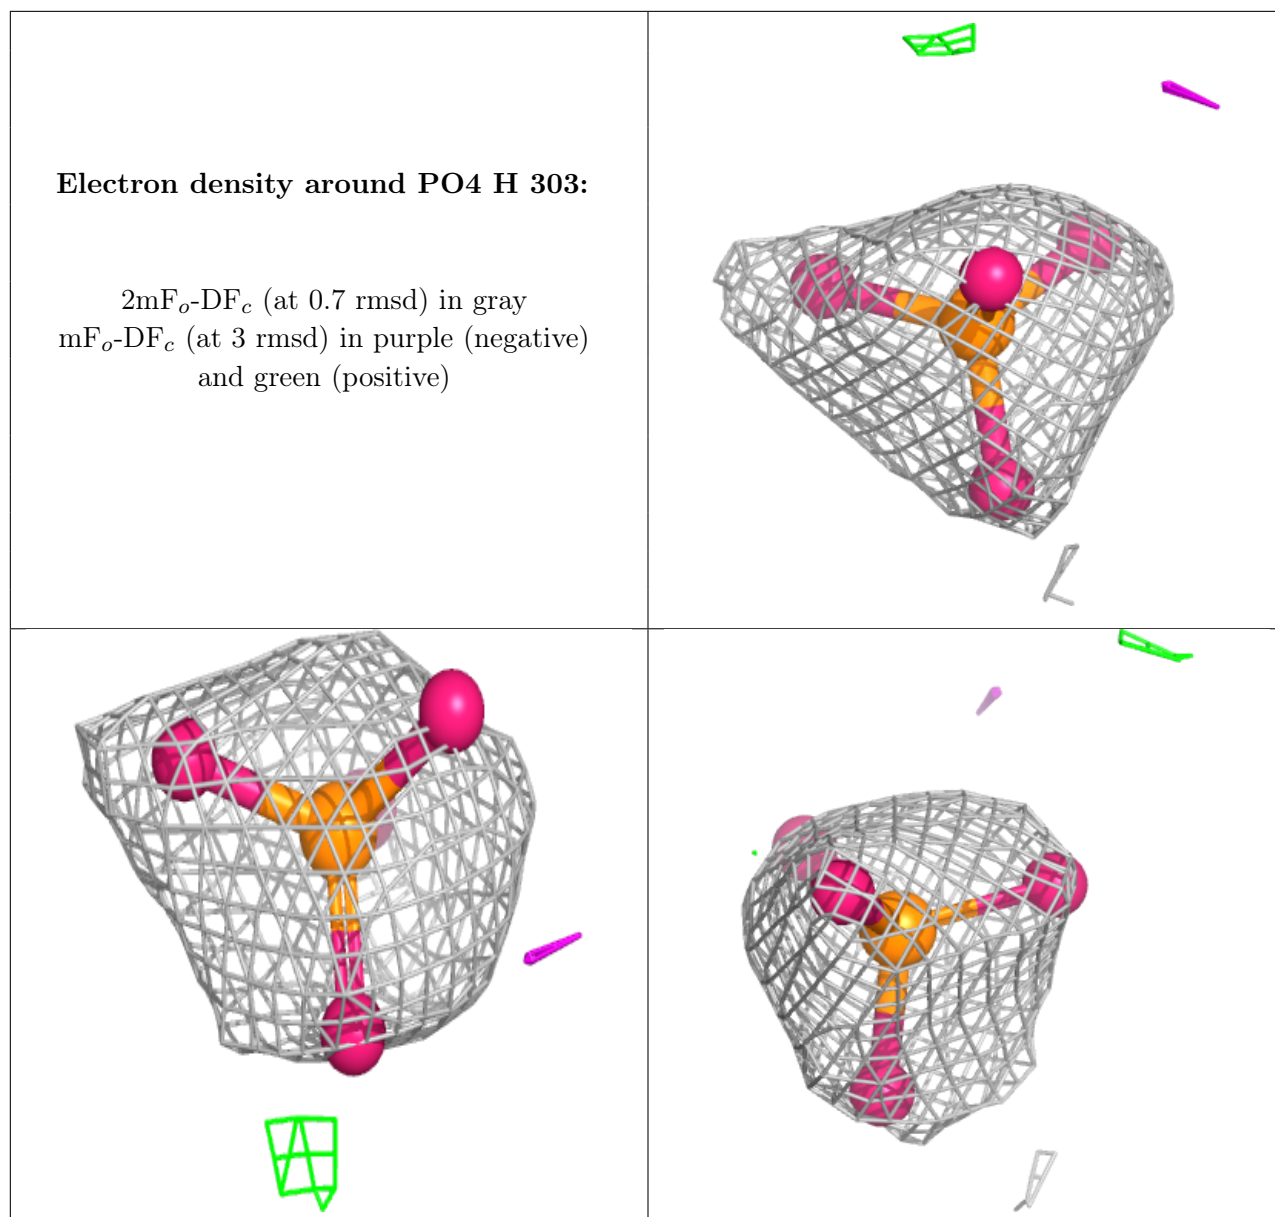 Electron density around PO4 H 303:
2mFo-DFc (at 0.7 rmsd) in gray
mFo-DFc (at 3 rmsd) in purple (negative)
and green (positive)